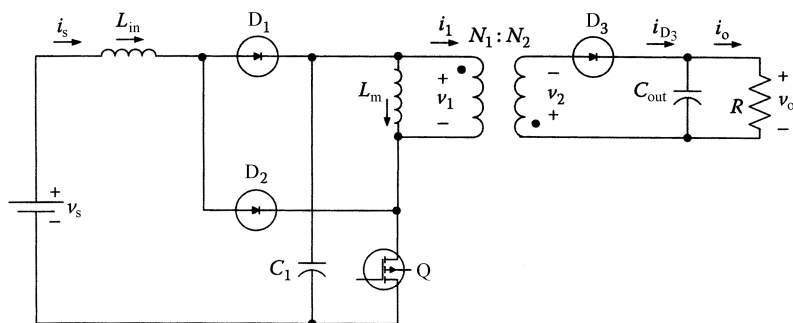 i_s
L_in
D_1
i_1
N_1 : N_2
D_3
i_D3
i_o
L_m
+
v_1
−
−
v_2
+
C_out
R
+
v_o
−
D_2
+
v_s
−
C_1
Q